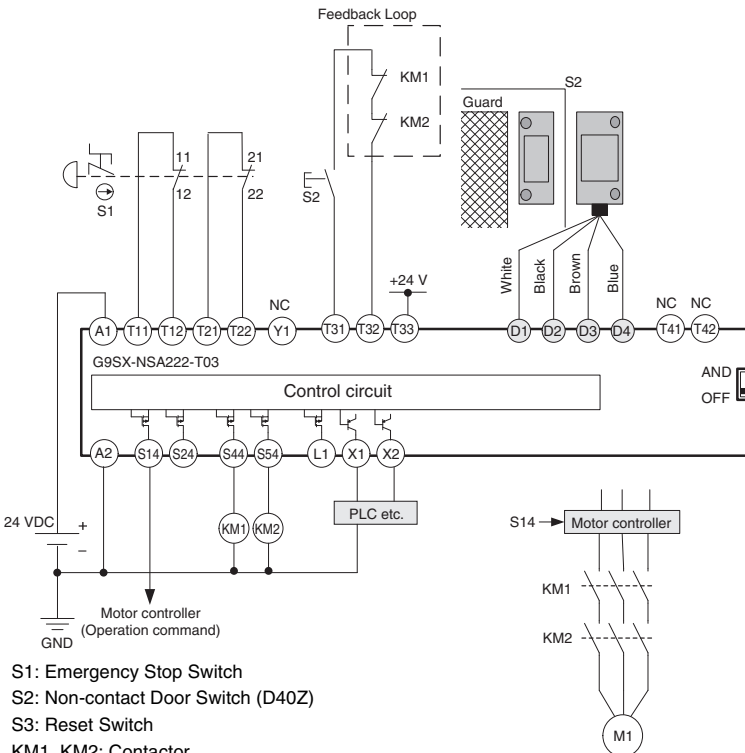 Feedback Loop
KM1
KM2
S2
Guard
11
12
21
22
S1
S2
+24 V
White
Black
Brown
Blue
NC
NC
NC
A1
T11
T12
T21
T22
Y1
T31
T32
T33
D1
D2
D3
D4
T41
T42
G9SX-NSA222-T03
Control circuit
AND
OFF
A2
S14
S24
S44
S54
L1
X1
X2
24 VDC
+
–
KM1
KM2
PLC etc.
S14
Motor controller
KM1
KM2
M1
GND
Motor controller
(Operation command)
S1: Emergency Stop Switch
S2: Non-contact Door Switch (D40Z)
S3: Reset Switch
KM1, KM2: Contactor